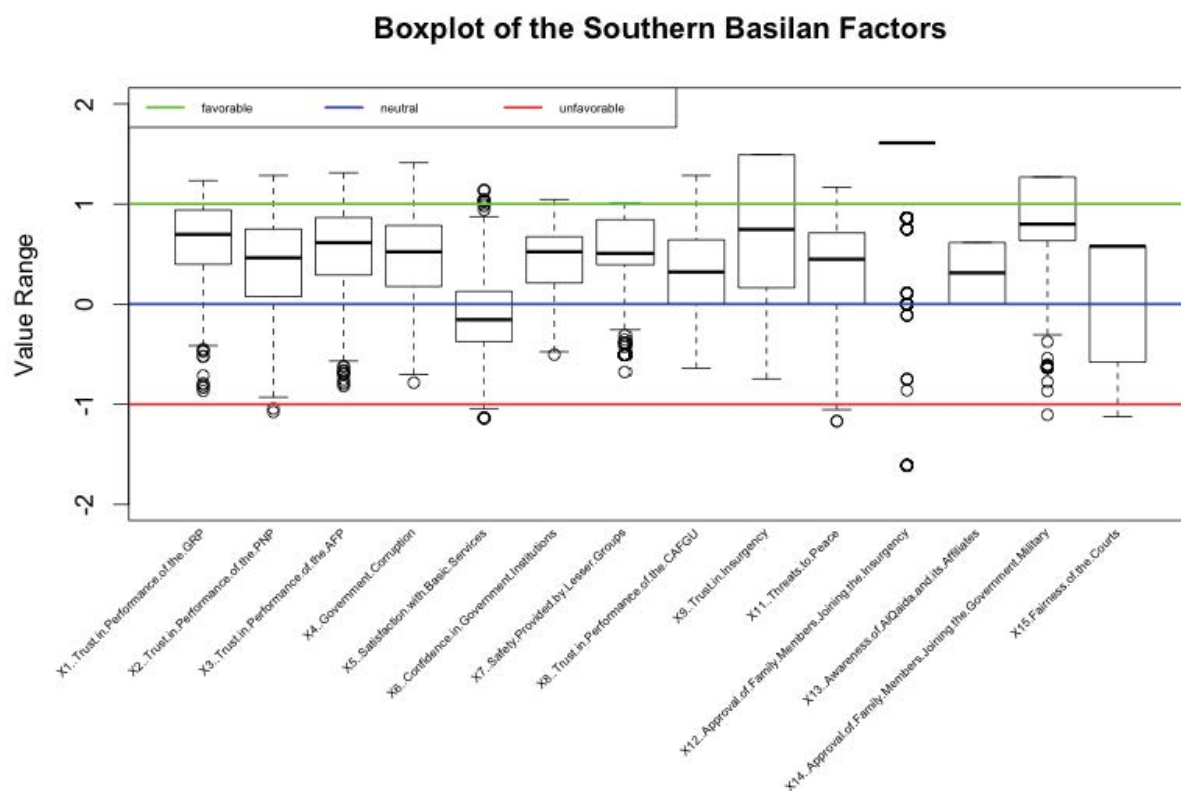 Boxplot of the Southern Basilan Factors
favorable
neutral
unfavorable
Value Range
2
1
0
-1
-2
X1..Trust.in.Performance.of.the.GRP
X2..Trust.in.Performance.of.the.PNP
X3..Trust.in.Performance.of.the.AFP
X4..Government.Corruption
X5..Satisfaction.with.Basic.Services
X6..Confidence.in.Government.Institutions
X7..Safety.Provided.by.Lesser.Groups
X8..Trust.in.Performance.of.the.CAFGU
X9..Trust.in.Insurgency
X11..Threats.to.Peace
X12..Approval.of.Family.Members.Joining.the.Insurgency
X13..Awareness.of.AlQaida.and.its.Affiliates
X14..Approval.of.Family.Members.Joining.the.Government.Military
X15.Fairness.of.the.Courts